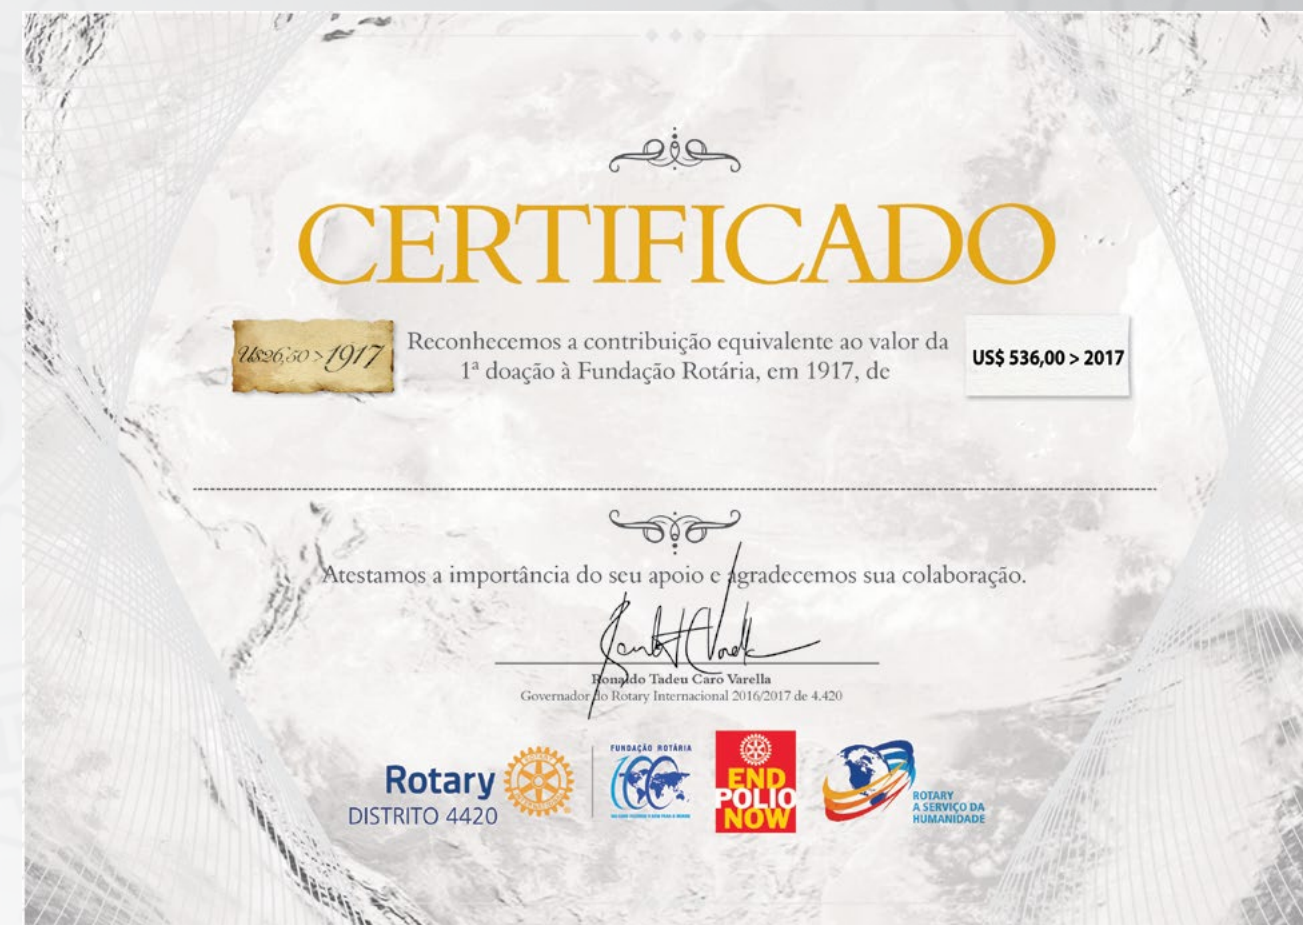 CERTIFICADO
U$26,50 > 1917
Reconhecemos a contribuição equivalente ao valor da
1ª doação à Fundação Rotária, em 1917, de
US$ 536,00 > 2017
Atestamos a importância do seu apoio e agradecemos sua colaboração.
Ronaldo Tadeu Caro Varella
Governador do Rotary Internacional 2016/2017 de 4.420
Rotary
DISTRITO 4420
FUNDAÇÃO ROTÁRIA
100
END
POLIO
NOW
ROTARY
A SERVIÇO DA
HUMANIDADE